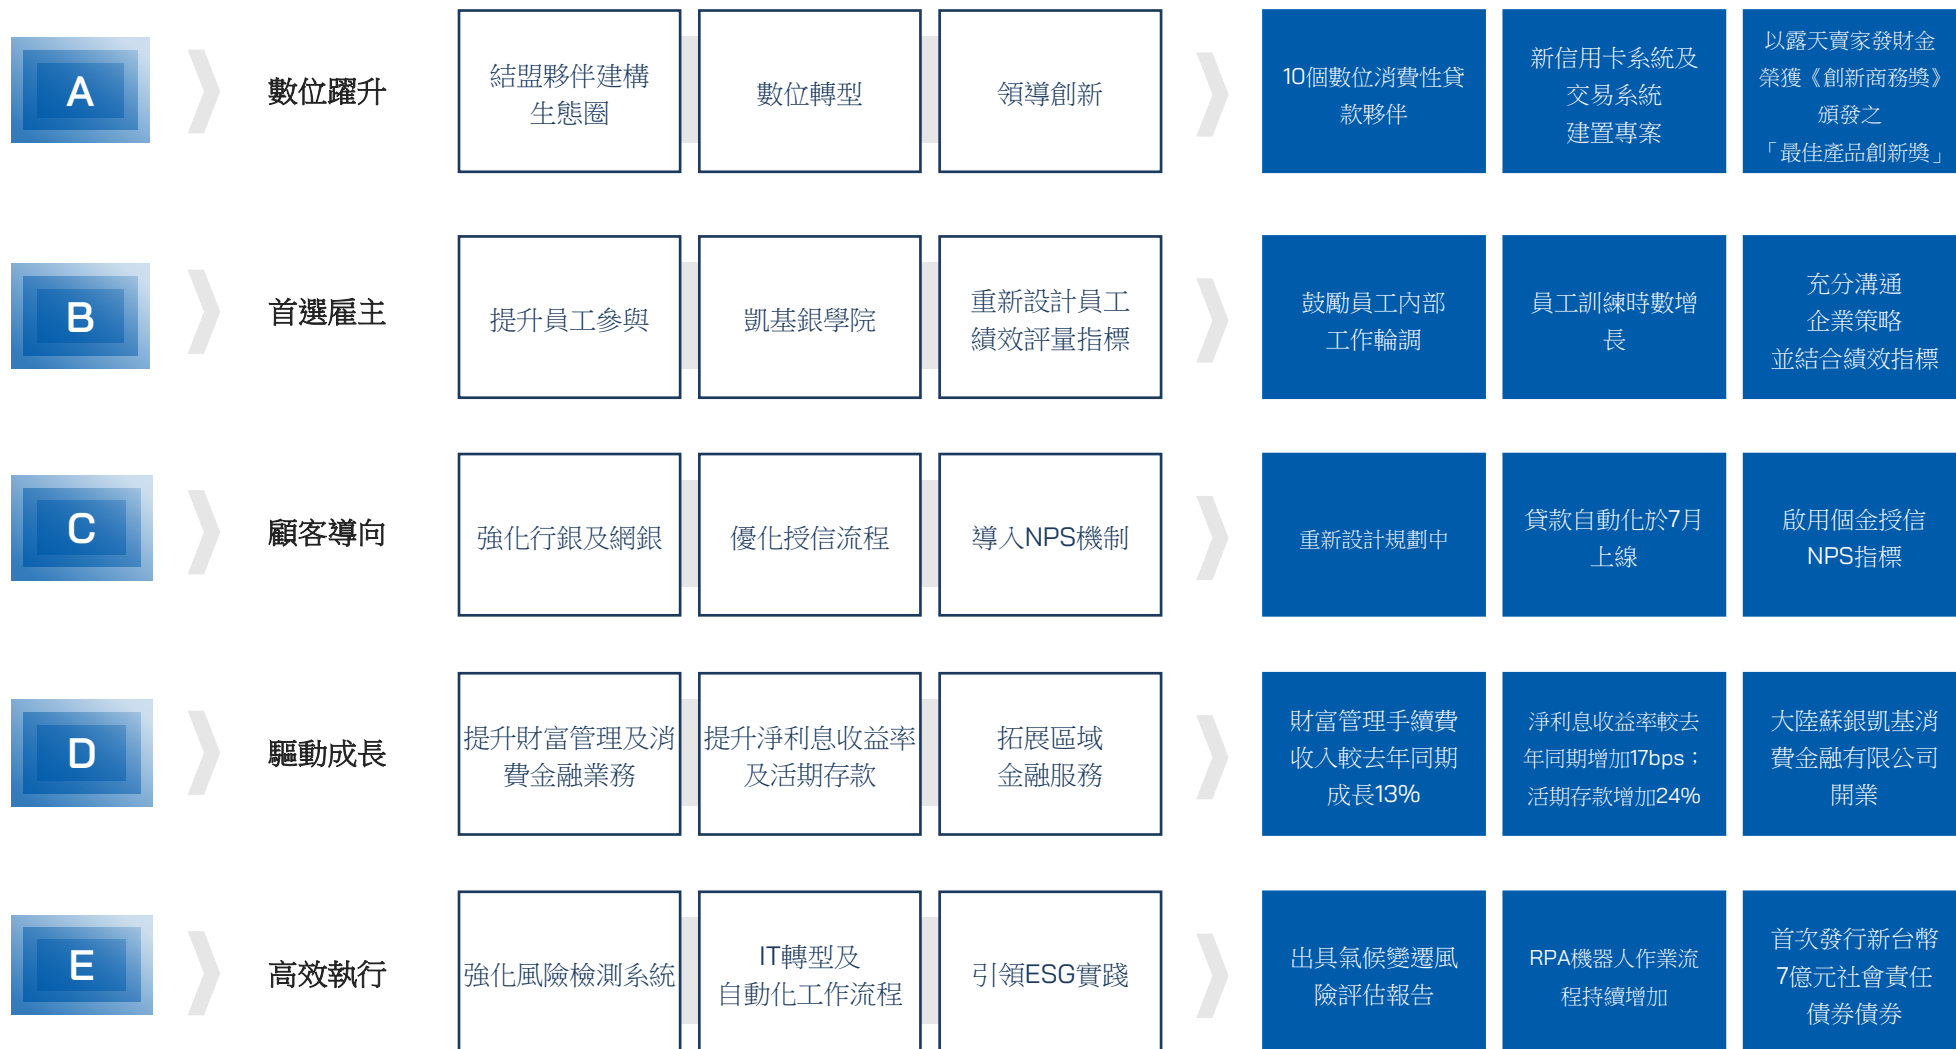 A
數位躍升
結盟夥伴建構
生態圈
數位轉型
領導創新
10個數位消費性貸
款夥伴
新信用卡系統及
交易系統
建置專案
以露天賣家發財金
榮獲《創新商務獎》
頒發之
「最佳產品創新獎」
B
首選雇主
提升員工參與
凱基銀學院
重新設計員工
績效評量指標
鼓勵員工內部
工作輪調
員工訓練時數增
長
充分溝通
企業策略
並結合績效指標
C
顧客導向
強化行銀及網銀
優化授信流程
導入NPS機制
重新設計規劃中
貸款自動化於7月
上線
啟用個金授信
NPS指標
D
驅動成長
提升財富管理及消
費金融業務
提升淨利息收益率
及活期存款
拓展區域
金融服務
財富管理手續費
收入較去年同期
成長13%
淨利息收益率較去
年同期增加17bps；
活期存款增加24%
大陸蘇銀凱基消
費金融有限公司
開業
E
高效執行
強化風險檢測系統
IT轉型及
自動化工作流程
引領ESG實踐
出具氣候變遷風
險評估報告
RPA機器人作業流
程持續增加
首次發行新台幣
7億元社會責任
債券債券